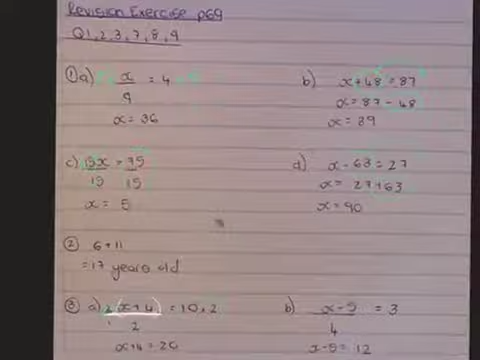 Revision Exercise p69
Q1,2,3,7,8,9
① a) x/9 = 4
x = 36
b) x + 48 = 87
x = 87 - 48
x = 39
c) 15x = 75
15 15
x = 5
d) x - 63 = 27
x = 27 + 63
x = 90
② 6 + 11
= 17 years old
③ a) 2(x + 4) = 10 . 2
2
x + 4 = 20
b) x - 9 = 3
4
x - 9 = 12